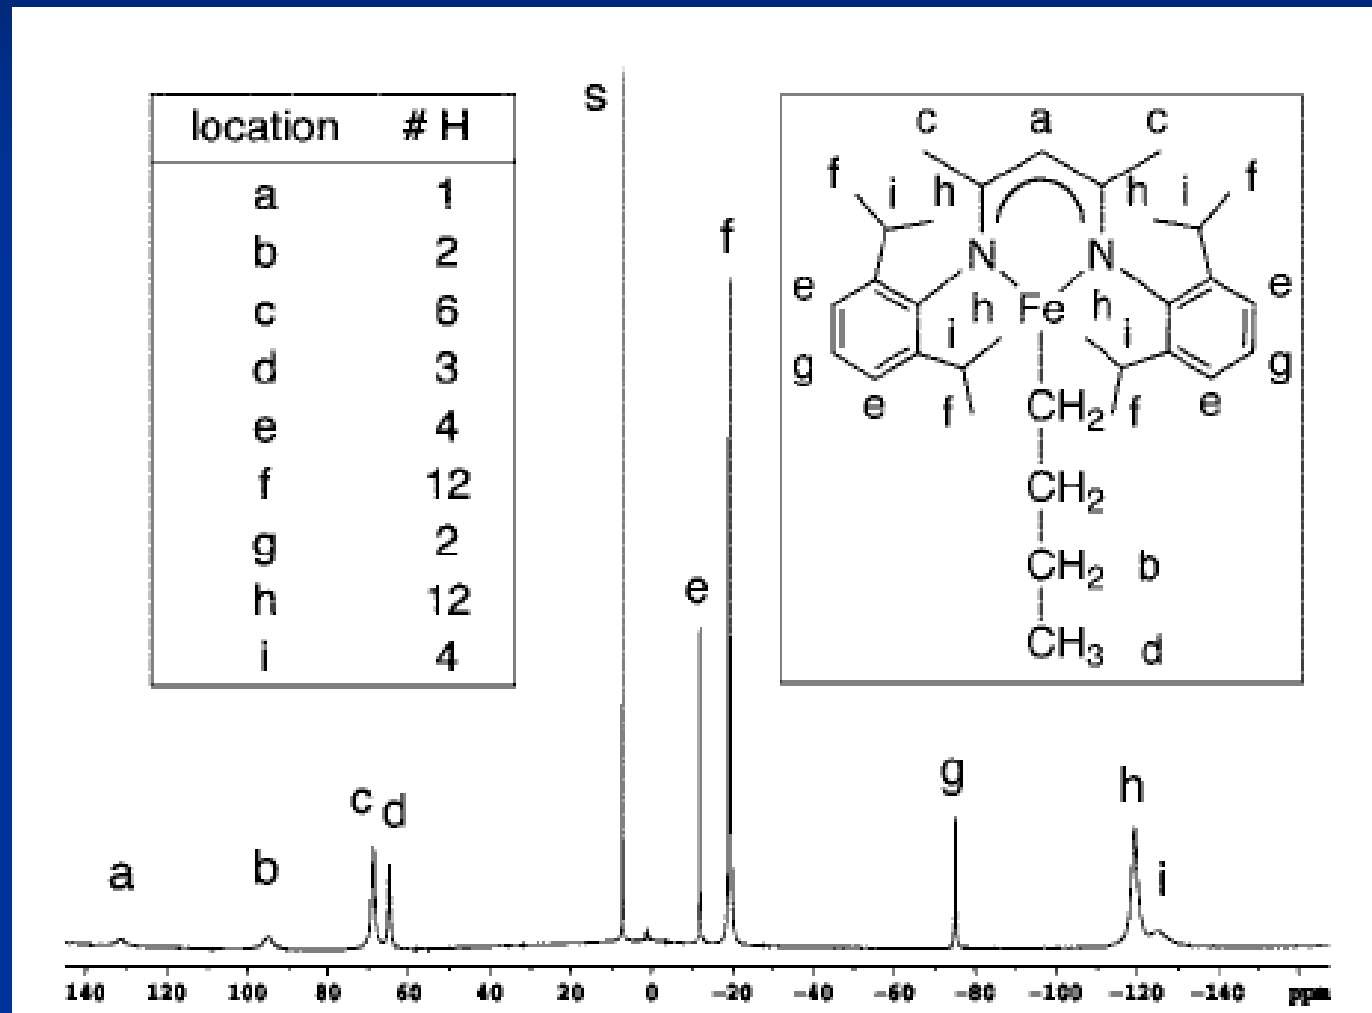 location # H
a 1
b 2
c 6
d 3
e 4
f 12
g 2
h 12
i 4
s
f
e
c a c
f i h h i f
N N
e h Fe h e
i i
g g
e f CH₂ f e
CH₂
CH₂ b
CH₃ d
a b c d g h i
140 120 100 80 60 40 20 0 -20 -40 -60 -80 -100 -120 -140 ppm